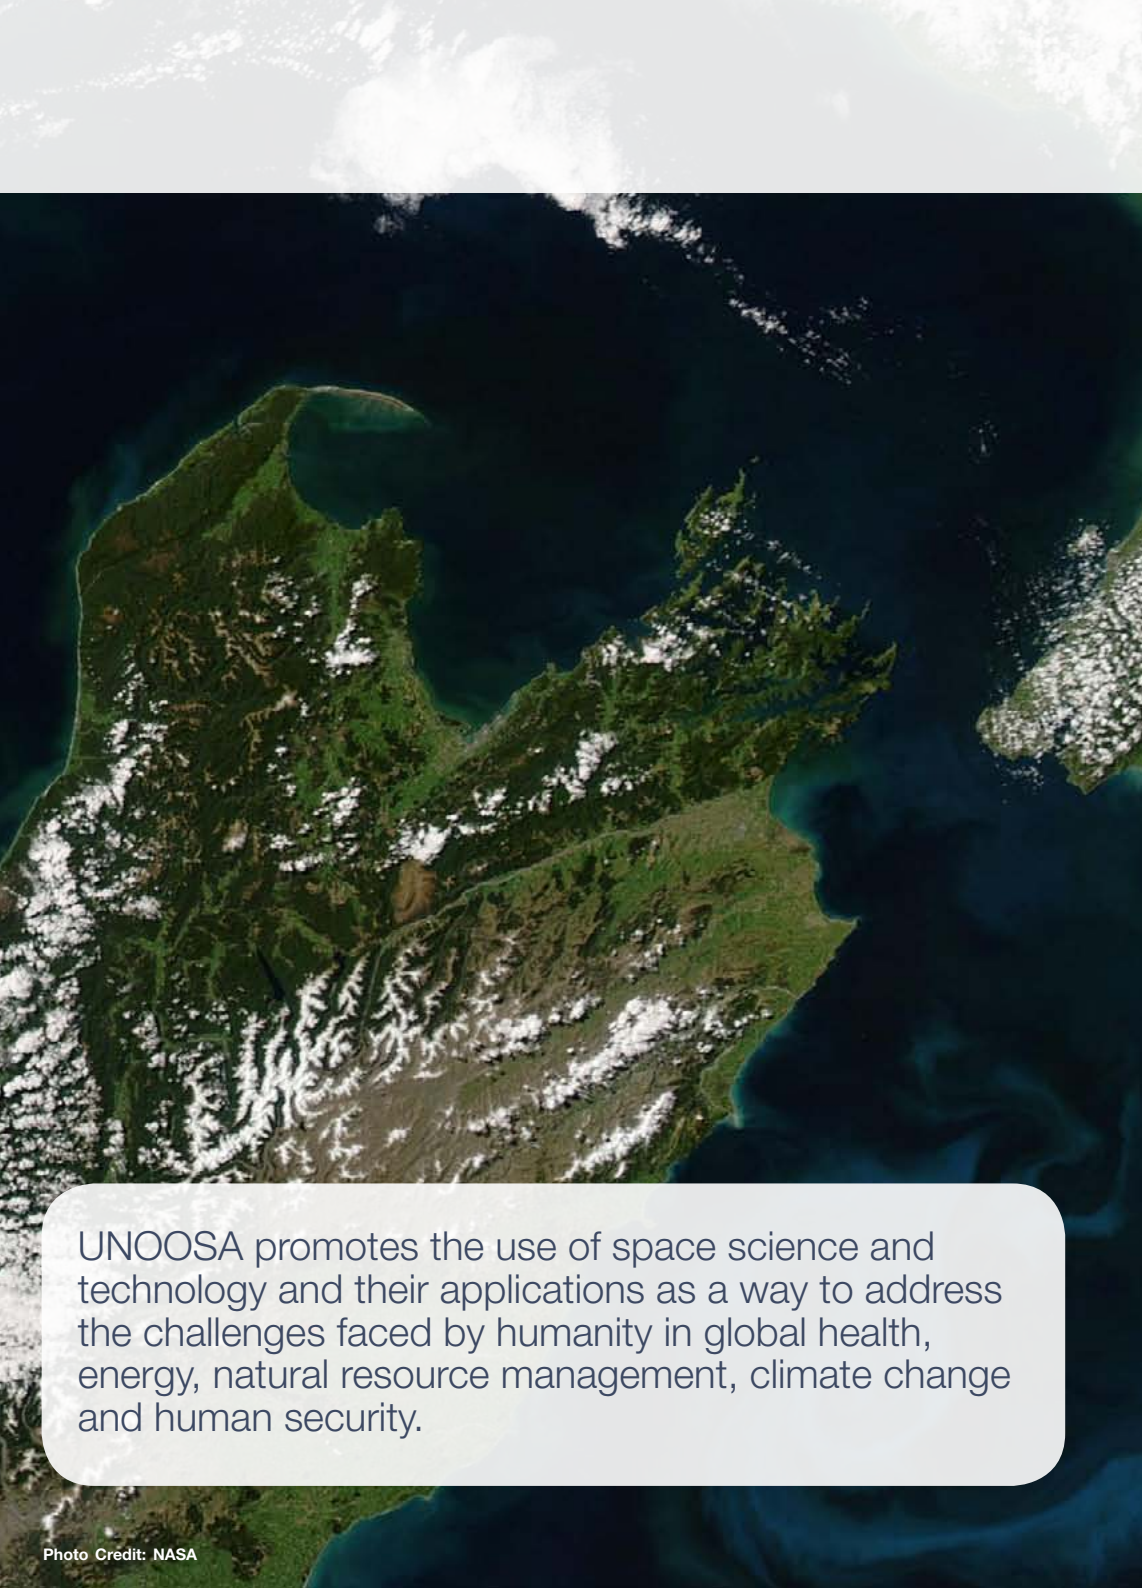 UNOOSA promotes the use of space science and
technology and their applications as a way to address
the challenges faced by humanity in global health,
energy, natural resource management, climate change
and human security.
Photo Credit: NASA